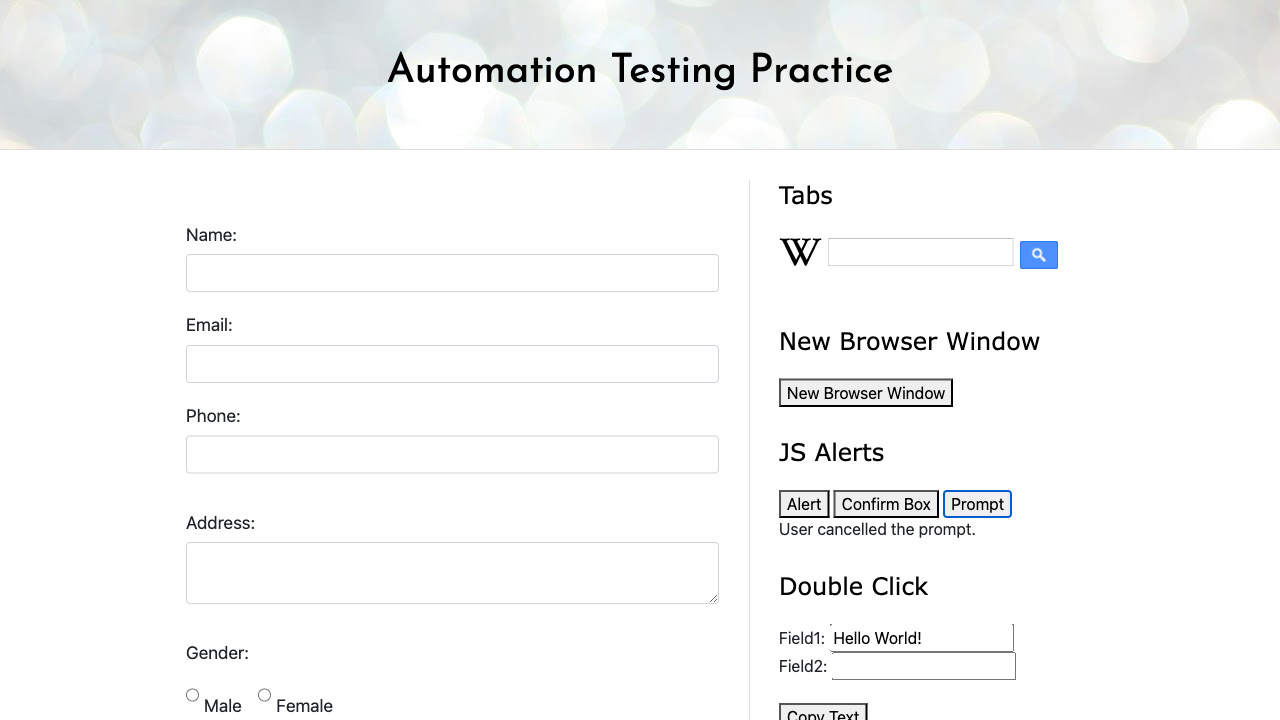 Automation Testing Practice
Name:
Email:
Phone:
Address:
Gender:
Male Female
Tabs
New Browser Window
New Browser Window
JS Alerts
Alert Confirm Box Prompt
User cancelled the prompt.
Double Click
Field1: Hello World!
Field2:
Copy Text